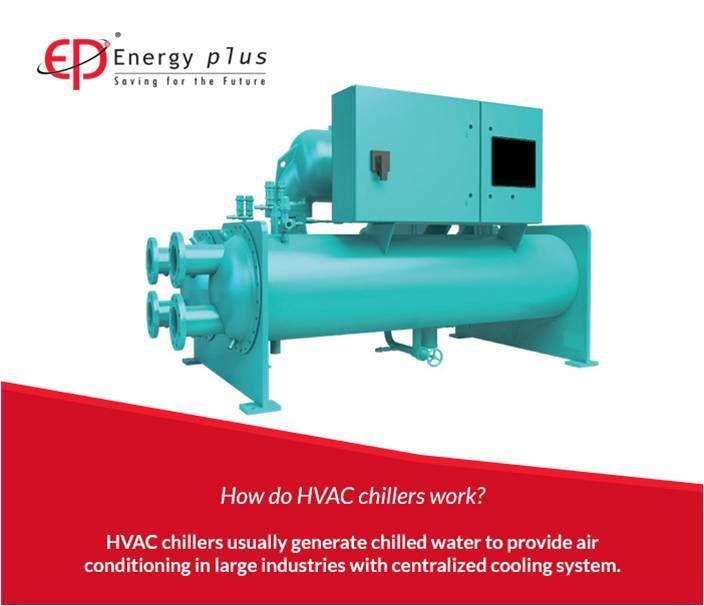 EP®
Energy plus
Saving for the Future
How do HVAC chillers work?
HVAC chillers usually generate chilled water to provide air
conditioning in large industries with centralized cooling system.